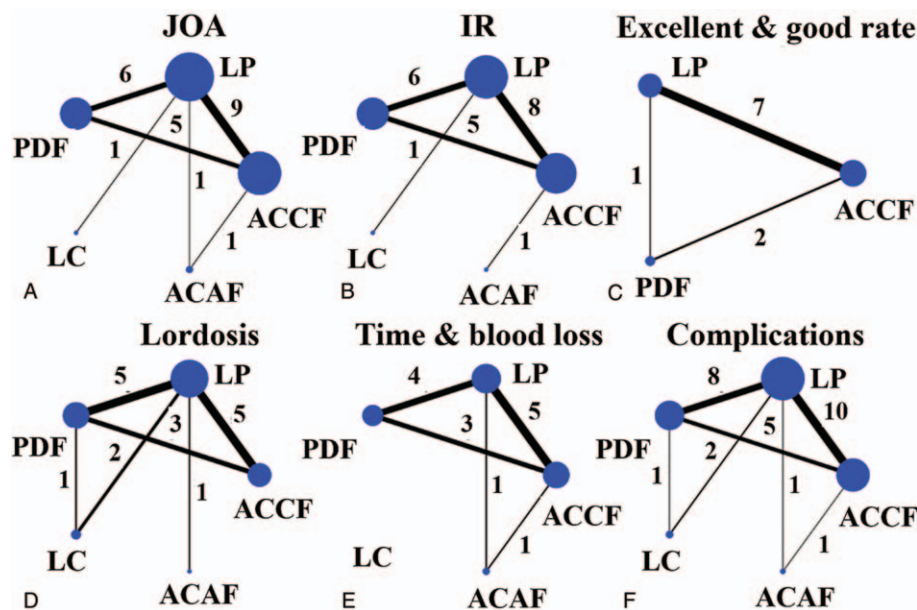 JOA
IR
Excellent & good rate
LP
LP
LP
6
9
6
8
7
PDF
5
PDF
5
1
1
1
1
ACCF
ACCF
ACCF
1
1
2
LC
LC
PDF
A
ACAF
B
ACAF
C
Lordosis
Time & blood loss
Complications
5
LP
4
LP
8
LP
3
5
3
5
5
10
PDF
2
PDF
PDF
2
1
1
ACCF
1
ACCF
1
1
ACCF
1
1
LC
LC
LC
D
ACAF
E
ACAF
F
ACAF